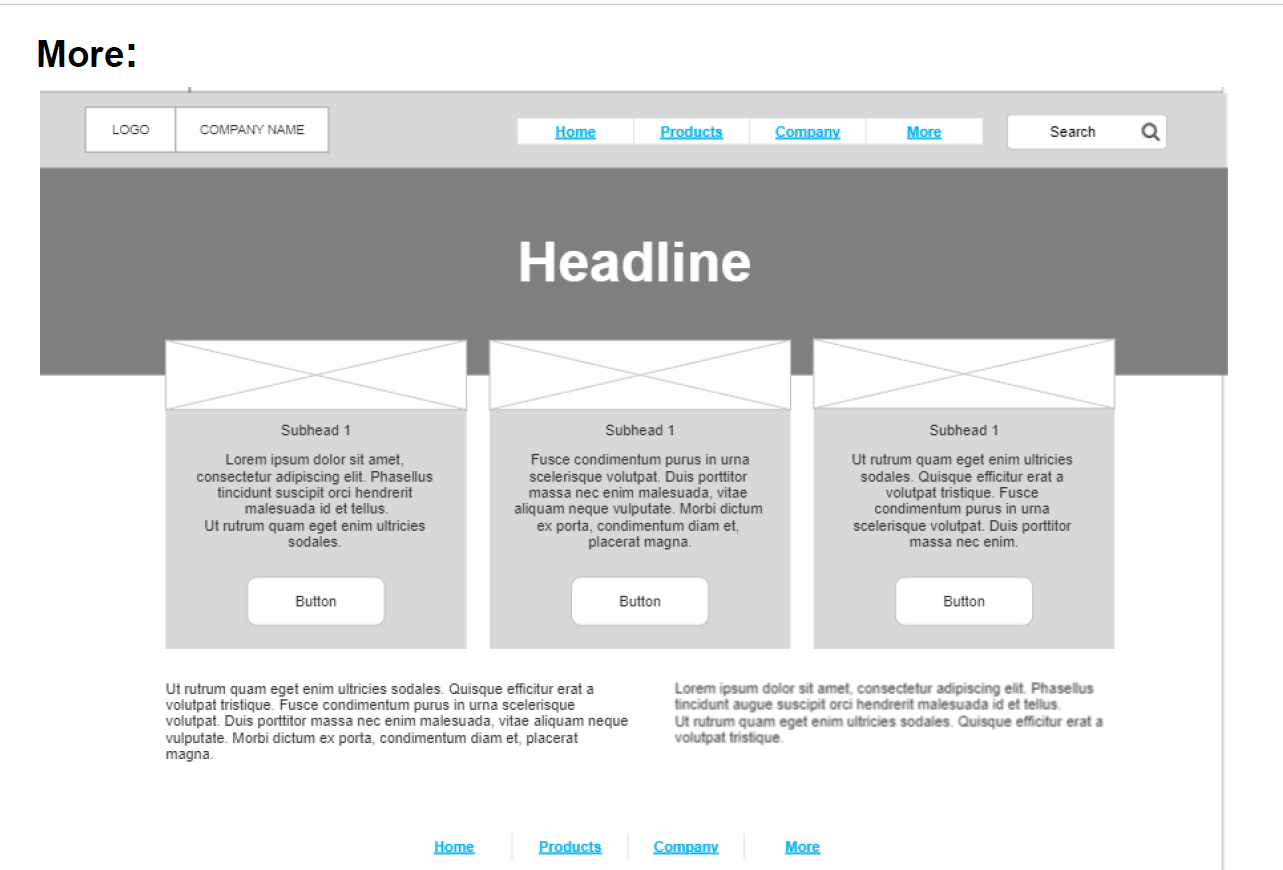 More:
LOGO COMPANY NAME Home Products Company More Search
Headline
Subhead 1
Lorem ipsum dolor sit amet,
consectetur adipiscing elit. Phasellus
tincidunt suscipit orci hendrerit
malesuada id et tellus.
Ut rutrum quam eget enim ultricies
sodales.
Button
Subhead 1
Fusce condimentum purus in urna
scelerisque volutpat. Duis porttitor
massa nec enim malesuada, vitae
aliquam neque vulputate. Morbi dictum
ex porta, condimentum diam et,
placerat magna.
Button
Subhead 1
Ut rutrum quam eget enim ultricies
sodales. Quisque efficitur erat a
volutpat tristique. Fusce
condimentum purus in urna
scelerisque volutpat. Duis porttitor
massa nec enim.
Button
Ut rutrum quam eget enim ultricies sodales. Quisque efficitur erat a
volutpat tristique. Fusce condimentum purus in urna scelerisque
volutpat. Duis porttitor massa nec enim malesuada, vitae aliquam neque
vulputate. Morbi dictum ex porta, condimentum diam et, placerat
magna.
Lorem ipsum dolor sit amet, consectetur adipiscing elit. Phasellus
tincidunt augue suscipit orci hendrerit malesuada id et tellus.
Ut rutrum quam eget enim ultricies sodales. Quisque efficitur erat a
volutpat tristique.
Home Products Company More